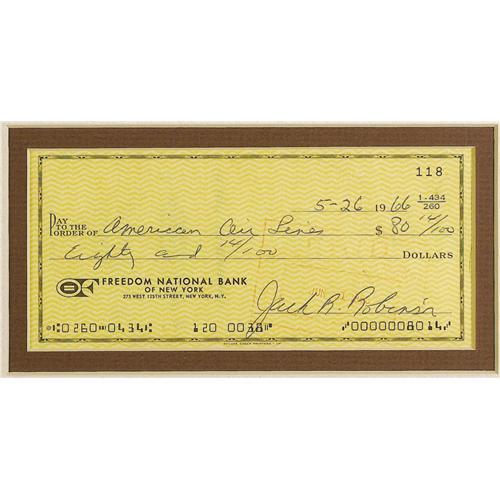 118
5-26 1966 1-434/260
PAY TO THE ORDER OF American Air Lines $ 80 14/100
Eighty and 14/100 DOLLARS
FREEDOM NATIONAL BANK
OF NEW YORK
273 WEST 125TH STREET, NEW YORK, N.Y.
Jack R. Robinson
⑆0260⑉0434⑆ 120 0038⑈ ⑈0000008014⑈